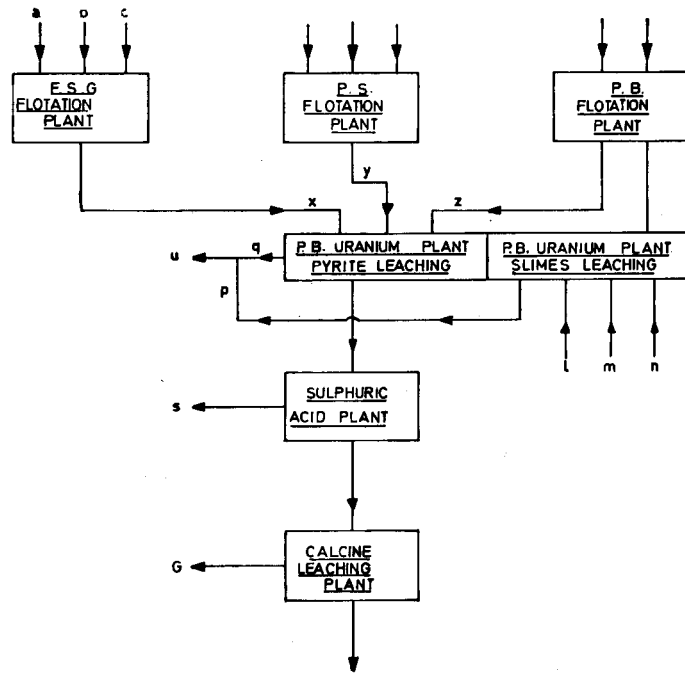 a o c
F.S.G
FLOTATION
PLANT
P. S.
FLOTATION
PLANT
P. B.
FLOTATION
PLANT
y
x
z
u
q
P.B. URANIUM PLANT
PYRITE LEACHING
P.B. URANIUM PLANT
SLIMES LEACHING
p
l m n
SULPHURIC
ACID PLANT
s
CALCINE
LEACHING
PLANT
G